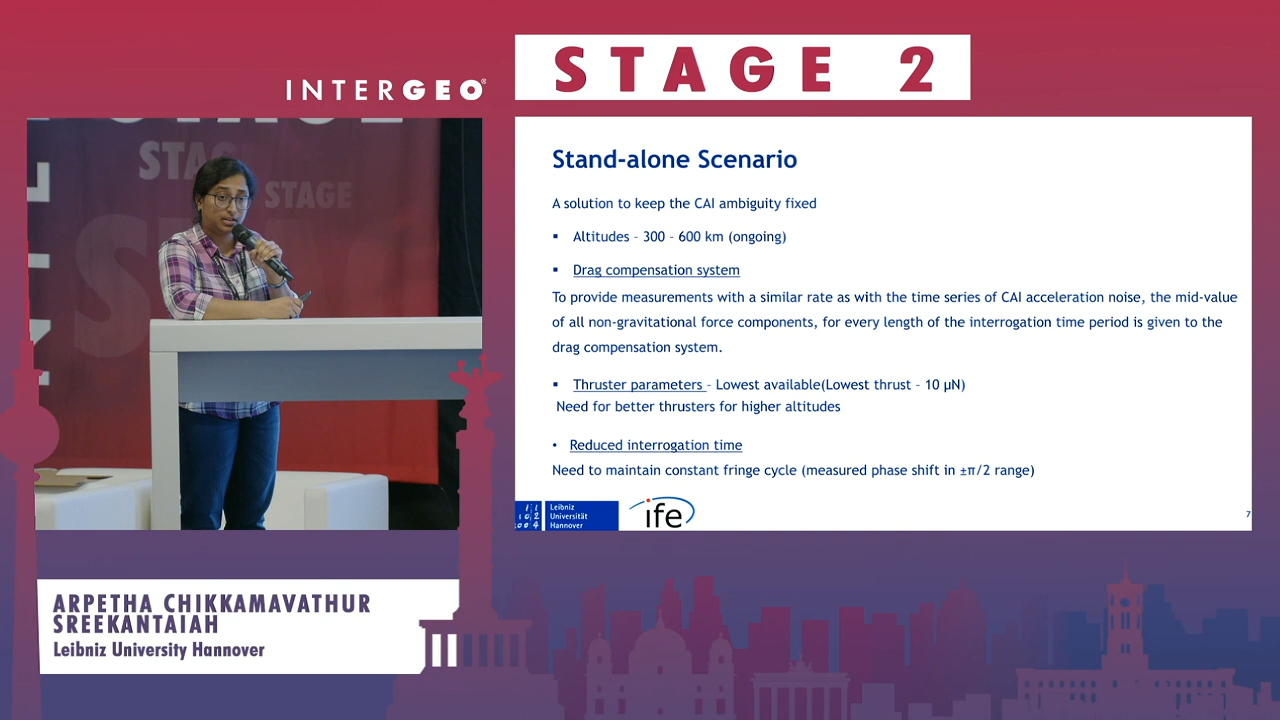 INTERGEO®
STAGE 2
STAGE
STAGE
Stand-alone Scenario
A solution to keep the CAI ambiguity fixed
▪ Altitudes – 300 – 600 km (ongoing)
▪ Drag compensation system
To provide measurements with a similar rate as with the time series of CAI acceleration noise, the mid-value
of all non-gravitational force components, for every length of the interrogation time period is given to the
drag compensation system.
▪ Thruster parameters – Lowest available(Lowest thrust – 10 µN)
Need for better thrusters for higher altitudes
• Reduced interrogation time
Need to maintain constant fringe cycle (measured phase shift in ±π/2 range)
Leibniz
Universität
Hannover
ife
7
ARPETHA CHIKKAMAVATHUR
SREEKANTAIAH
Leibniz University Hannover